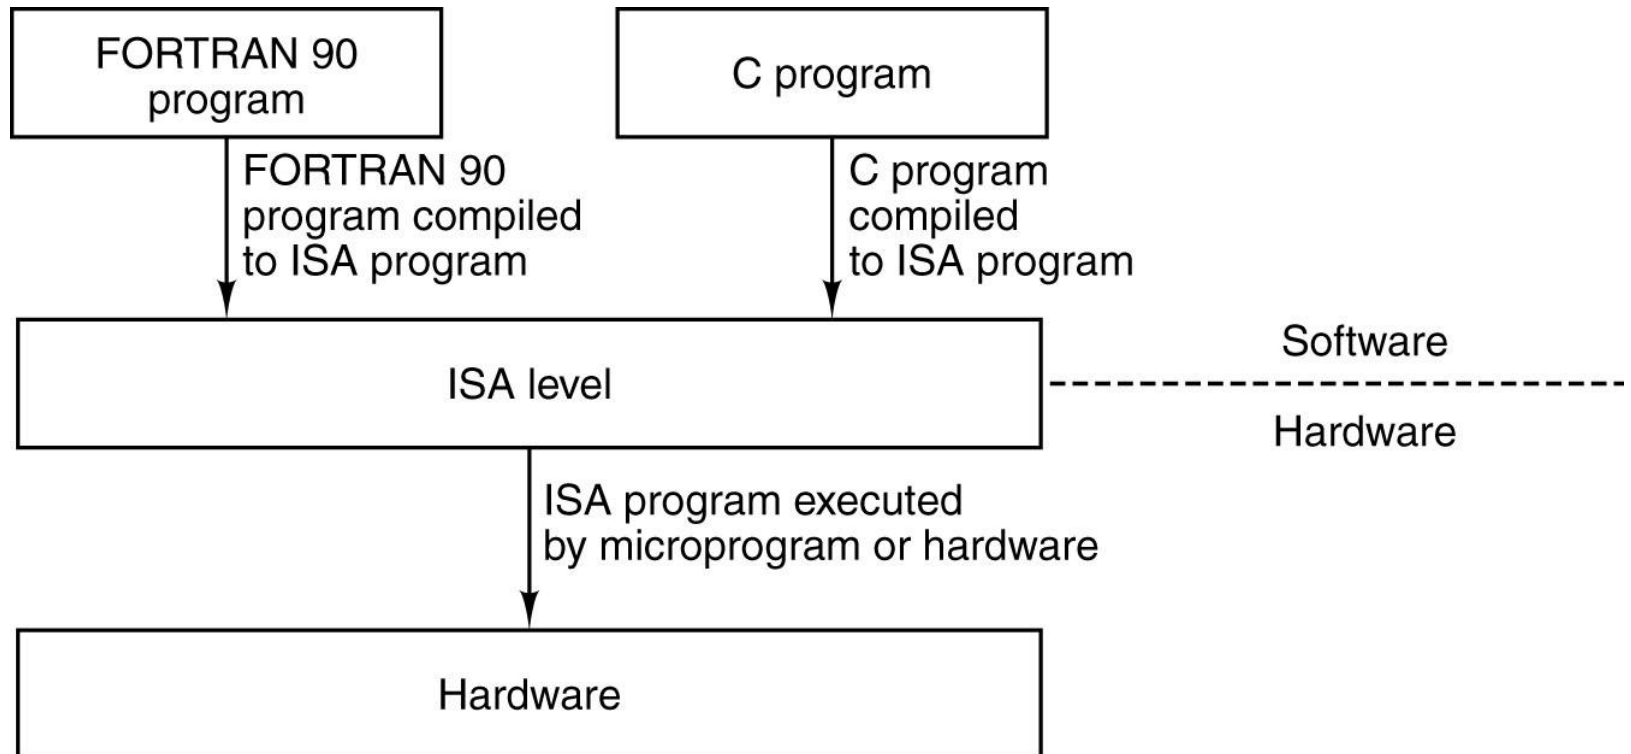 FORTRAN 90
program
C program
FORTRAN 90
program compiled
to ISA program
C program
compiled
to ISA program
ISA level
Software
Hardware
ISA program executed
by microprogram or hardware
Hardware